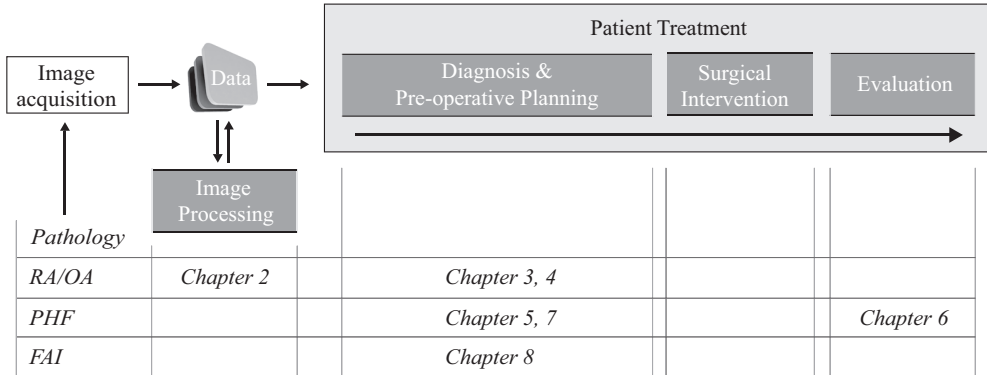 Patient Treatment
Image
acquisition
Data
Diagnosis &
Pre-operative Planning
Surgical
Intervention
Evaluation
Image
Processing
Pathology
RA/OA Chapter 2 Chapter 3, 4
PHF Chapter 5, 7 Chapter 6
FAI Chapter 8